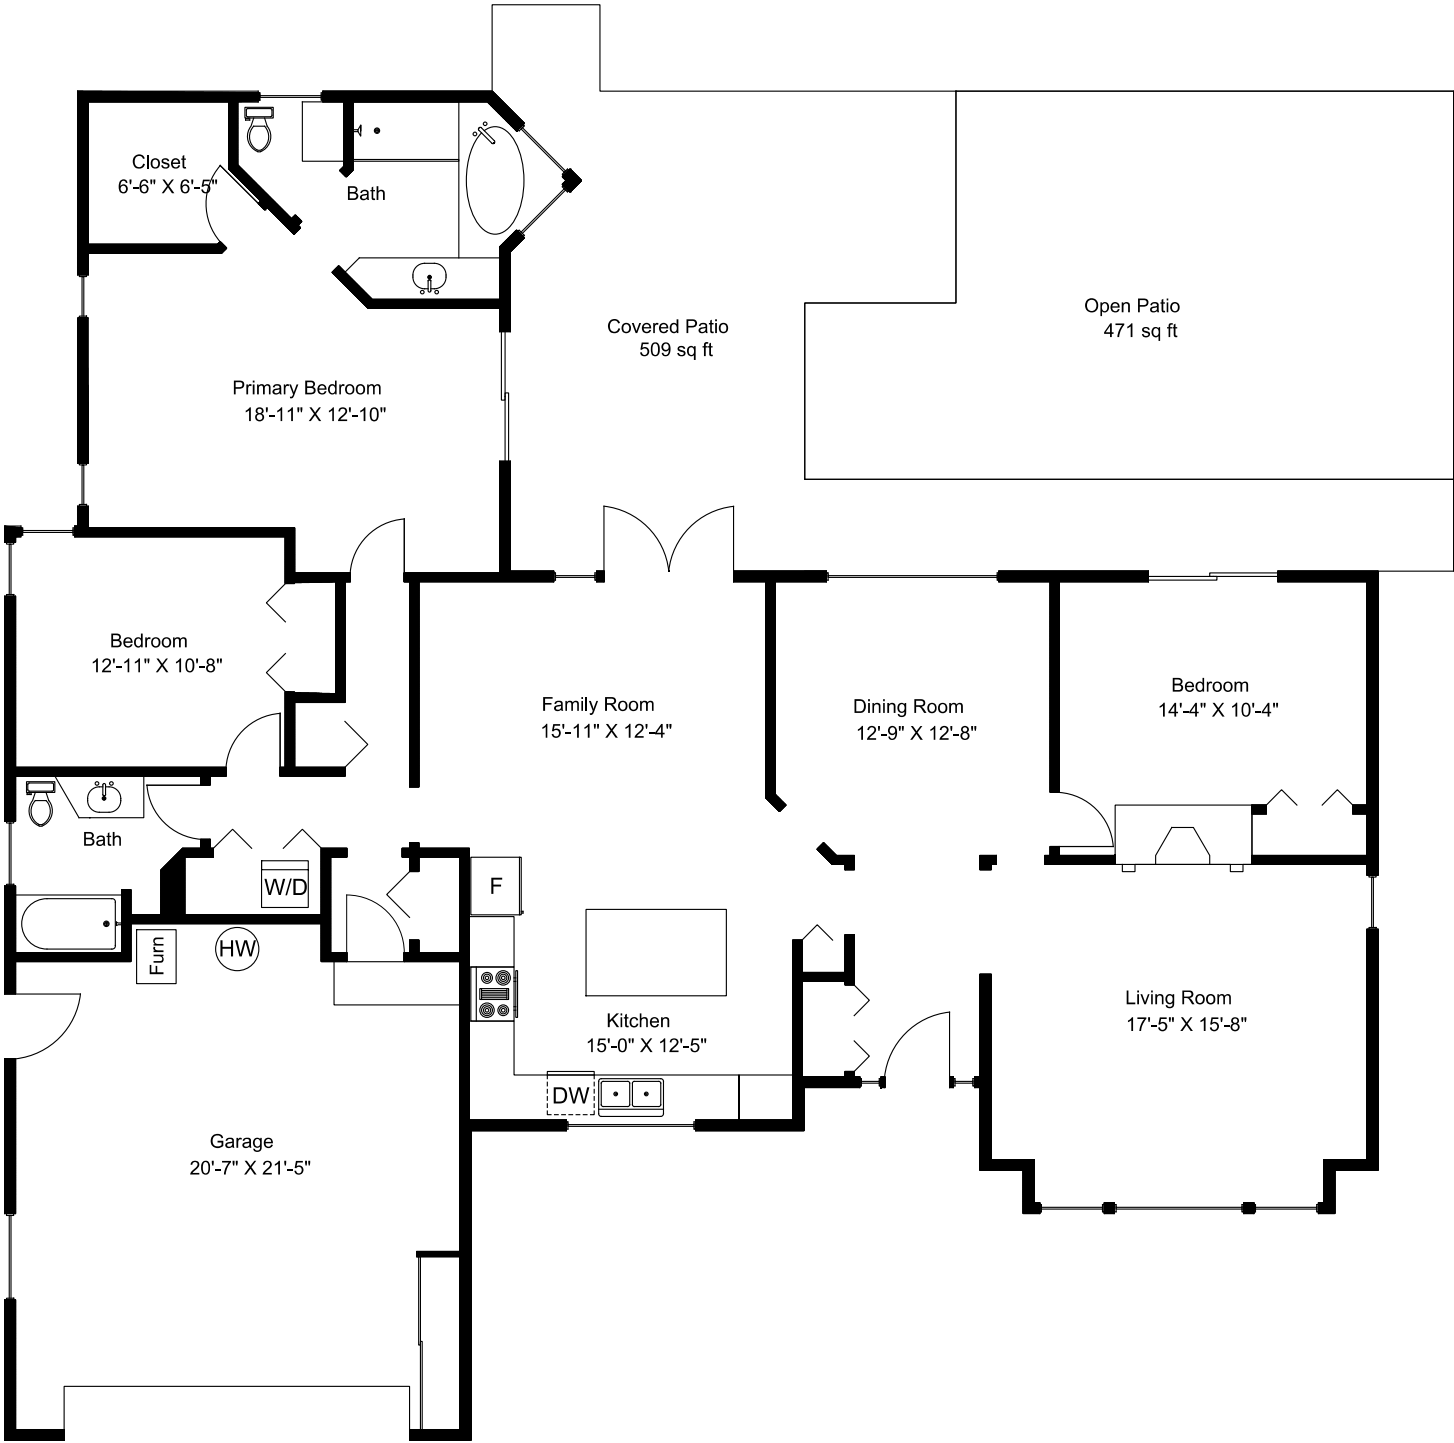 Closet
6'-6" X 6'-5"
Bath
Covered Patio
509 sq ft
Open Patio
471 sq ft
Primary Bedroom
18'-11" X 12'-10"
Bedroom
12'-11" X 10'-8"
Family Room
15'-11" X 12'-4"
Dining Room
12'-9" X 12'-8"
Bedroom
14'-4" X 10'-4"
Bath
W/D
F
Furn
HW
Kitchen
15'-0" X 12'-5"
DW
Living Room
17'-5" X 15'-8"
Garage
20'-7" X 21'-5"